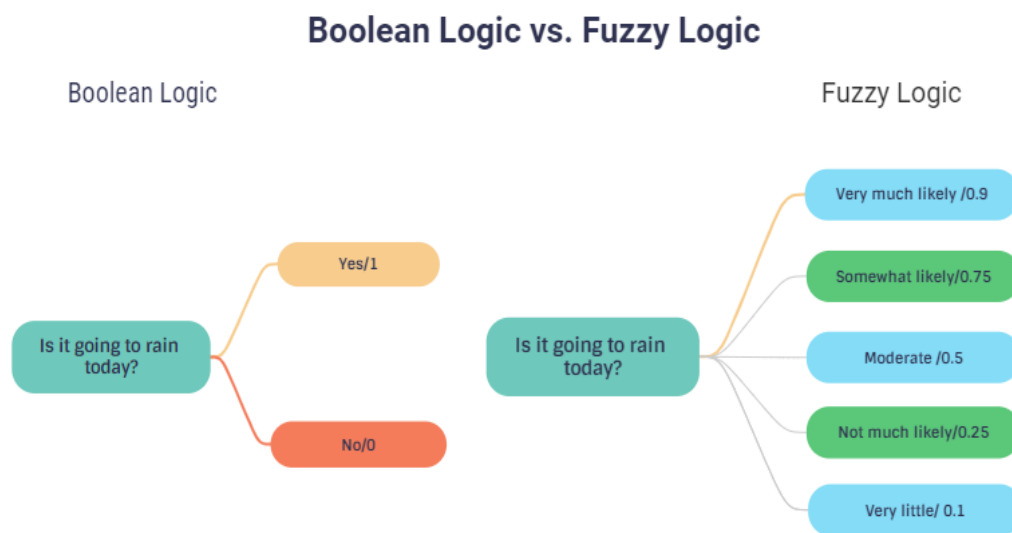 Boolean Logic vs. Fuzzy Logic
Boolean Logic
Is it going to rain
today?
Yes/1
No/0
Fuzzy Logic
Is it going to rain
today?
Very much likely /0.9
Somewhat likely/0.75
Moderate /0.5
Not much likely/0.25
Very little/ 0.1